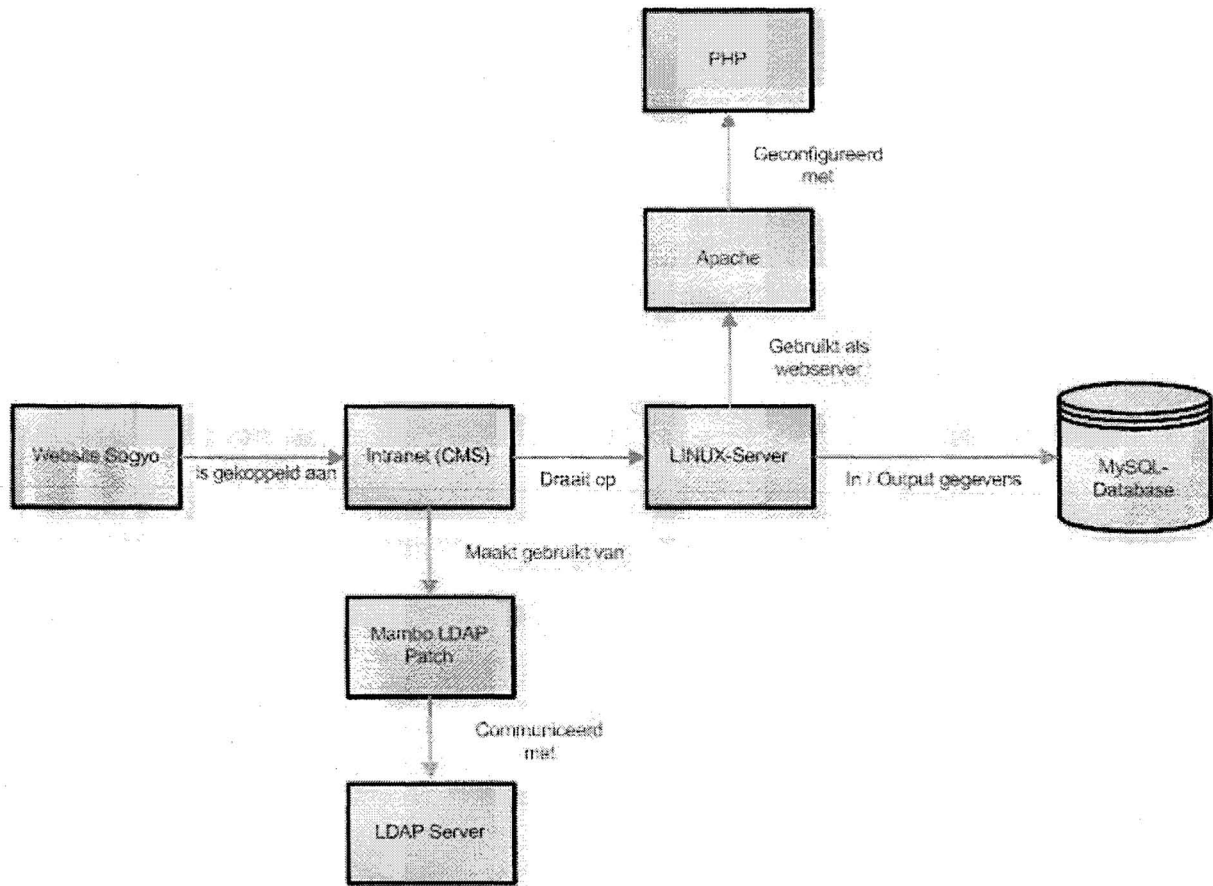 PHP
Geconfigureerd
met
Apache
Gebruikt als
webserver
Website Sogyo
is gekoppeld aan
Intranet (CMS)
Draait op
LINUX-Server
In / Output gegevens
MySQL-
Database
Maakt gebruikt van
Mambo LDAP
Patch
Communiceerd
met
LDAP Server